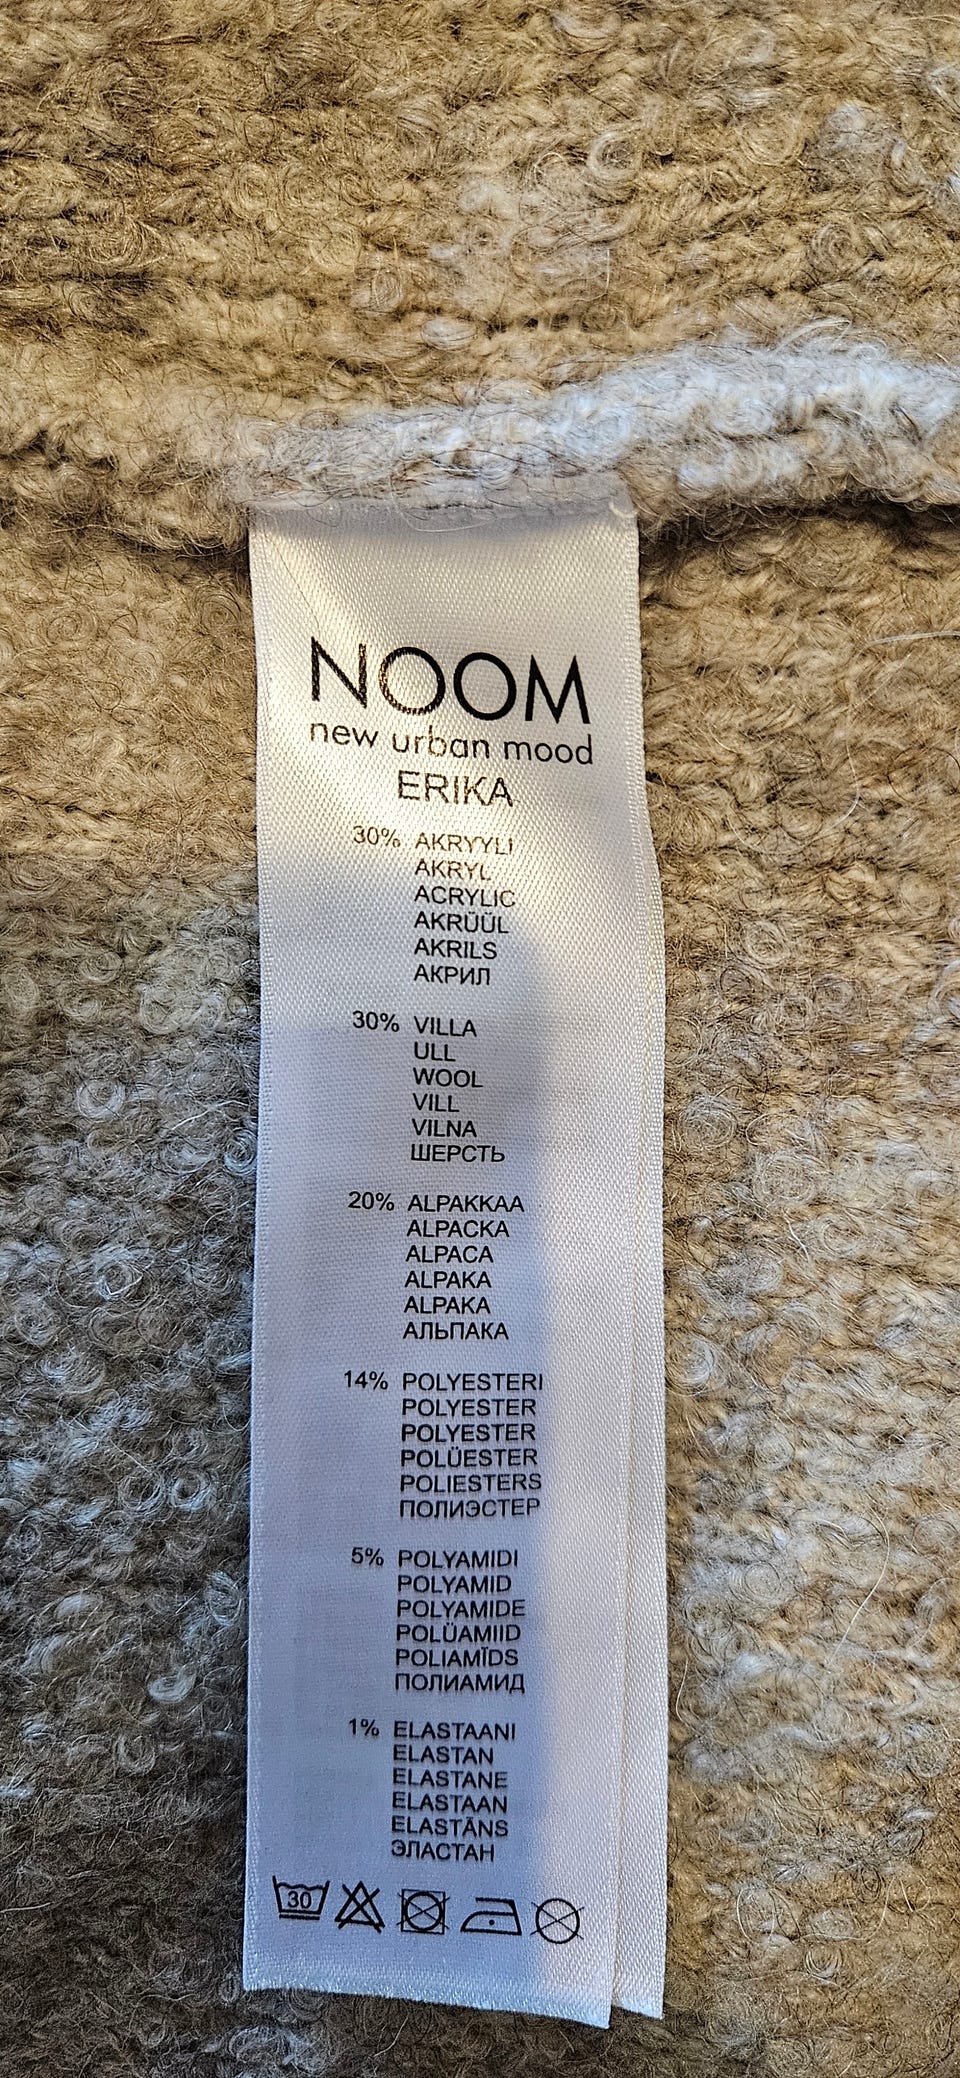 NOOM
new urban mood
ERIKA
30% AKRYYLI
AKRYL
ACRYLIC
AKRÜÜL
AKRILS
АКРИЛ
30% VILLA
ULL
WOOL
VILL
VILNA
ШЕРСТЬ
20% ALPAKKAA
ALPACKA
ALPACA
ALPAKA
ALPAKA
АЛЬПАКА
14% POLYESTERI
POLYESTER
POLYESTER
POLÜESTER
POLIESTERS
ПОЛИЭСТЕР
5% POLYAMIDI
POLYAMID
POLYAMIDE
POLÜAMIID
POLIAMĪDS
ПОЛИАМИД
1% ELASTAANI
ELASTAN
ELASTANE
ELASTAAN
ELASTĀNS
ЭЛАСТАН
30